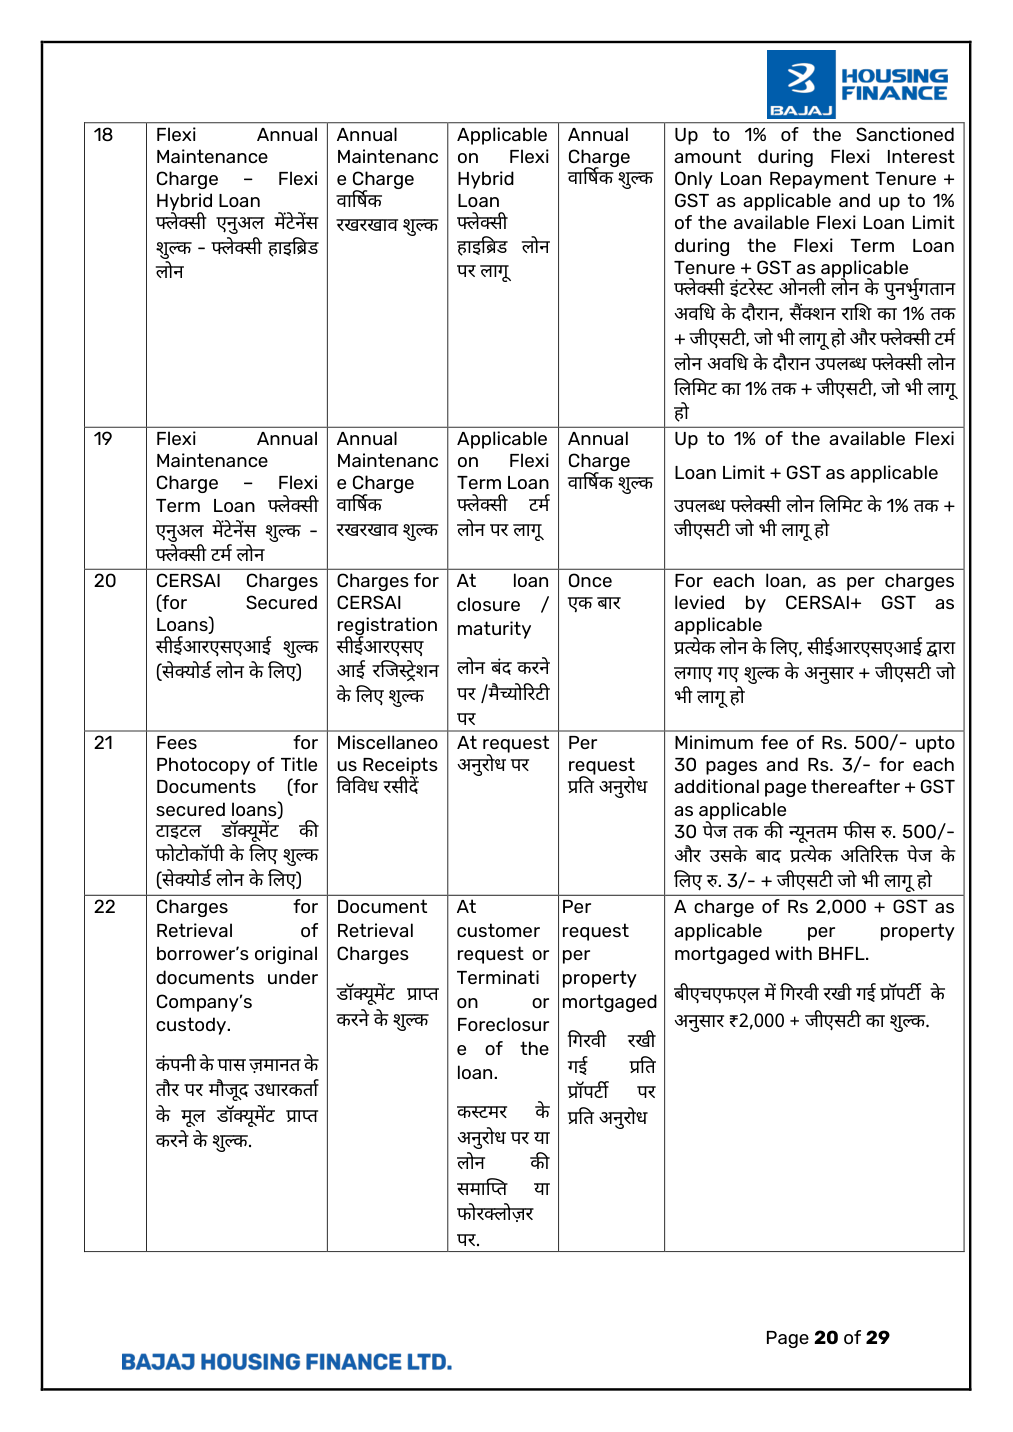 BAJAJ
HOUSING
FINANCE
18
Flexi Annual
Maintenance
Charge – Flexi
Hybrid Loan
फ्लेक्सी एनुअल मेंटेनेंस
शुल्क - फ्लेक्सी हाइब्रिड
लोन
Annual
Maintenanc
e Charge
वार्षिक
रखरखाव शुल्क
Applicable
on Flexi
Hybrid
Loan
फ्लेक्सी
हाइब्रिड लोन
पर लागू
Annual
Charge
वार्षिक शुल्क
Up to 1% of the Sanctioned
amount during Flexi Interest
Only Loan Repayment Tenure +
GST as applicable and up to 1%
of the available Flexi Loan Limit
during the Flexi Term Loan
Tenure + GST as applicable
फ्लेक्सी इंटरेस्ट ओनली लोन के पुनर्भुगतान
अवधि के दौरान, सैंक्शन राशि का 1% तक
+ जीएसटी, जो भी लागू हो और फ्लेक्सी टर्म
लोन अवधि के दौरान उपलब्ध फ्लेक्सी लोन
लिमिट का 1% तक + जीएसटी, जो भी लागू
हो
19
Flexi Annual
Maintenance
Charge – Flexi
Term Loan फ्लेक्सी
एनुअल मेंटेनेंस शुल्क -
फ्लेक्सी टर्म लोन
Annual
Maintenanc
e Charge
वार्षिक
रखरखाव शुल्क
Applicable
on Flexi
Term Loan
फ्लेक्सी टर्म
लोन पर लागू
Annual
Charge
वार्षिक शुल्क
Up to 1% of the available Flexi
Loan Limit + GST as applicable
उपलब्ध फ्लेक्सी लोन लिमिट के 1% तक +
जीएसटी जो भी लागू हो
20
CERSAI Charges
(for Secured
Loans)
सीईआरएसएआई शुल्क
(सेक्योर्ड लोन के लिए)
Charges for
CERSAI
registration
सीईआरएसए
आई रजिस्ट्रेशन
के लिए शुल्क
At loan
closure /
maturity
लोन बंद करने
पर /मैच्योरिटी
पर
Once
एक बार
For each loan, as per charges
levied by CERSAI+ GST as
applicable
प्रत्येक लोन के लिए, सीईआरएसएआई द्वारा
लगाए गए शुल्क के अनुसार + जीएसटी जो
भी लागू हो
21
Fees for
Photocopy of Title
Documents (for
secured loans)
टाइटल डॉक्यूमेंट की
फोटोकॉपी के लिए शुल्क
(सेक्योर्ड लोन के लिए)
Miscellaneo
us Receipts
विविध रसीदें
At request
अनुरोध पर
Per
request
प्रति अनुरोध
Minimum fee of Rs. 500/- upto
30 pages and Rs. 3/- for each
additional page thereafter + GST
as applicable
30 पेज तक की न्यूनतम फीस रु. 500/-
और उसके बाद प्रत्येक अतिरिक्त पेज के
लिए रु. 3/- + जीएसटी जो भी लागू हो
22
Charges for
Retrieval of
borrower’s original
documents under
Company’s
custody.
कंपनी के पास ज़मानत के
तौर पर मौजूद उधारकर्ता
के मूल डॉक्यूमेंट प्राप्त
करने के शुल्क.
Document
Retrieval
Charges
डॉक्यूमेंट प्राप्त
करने के शुल्क
At
customer
request or
Terminati
on or
Foreclosur
e of the
loan.
कस्टमर के
अनुरोध पर या
लोन की
समाप्ति या
फोरक्लोज़र
पर.
Per
request
per
property
mortgaged
गिरवी रखी
गई प्रति
प्रॉपर्टी पर
प्रति अनुरोध
A charge of Rs 2,000 + GST as
applicable per property
mortgaged with BHFL.
बीएचएफएल में गिरवी रखी गई प्रॉपर्टी के
अनुसार ₹2,000 + जीएसटी का शुल्क.
Page 20 of 29
BAJAJ HOUSING FINANCE LTD.